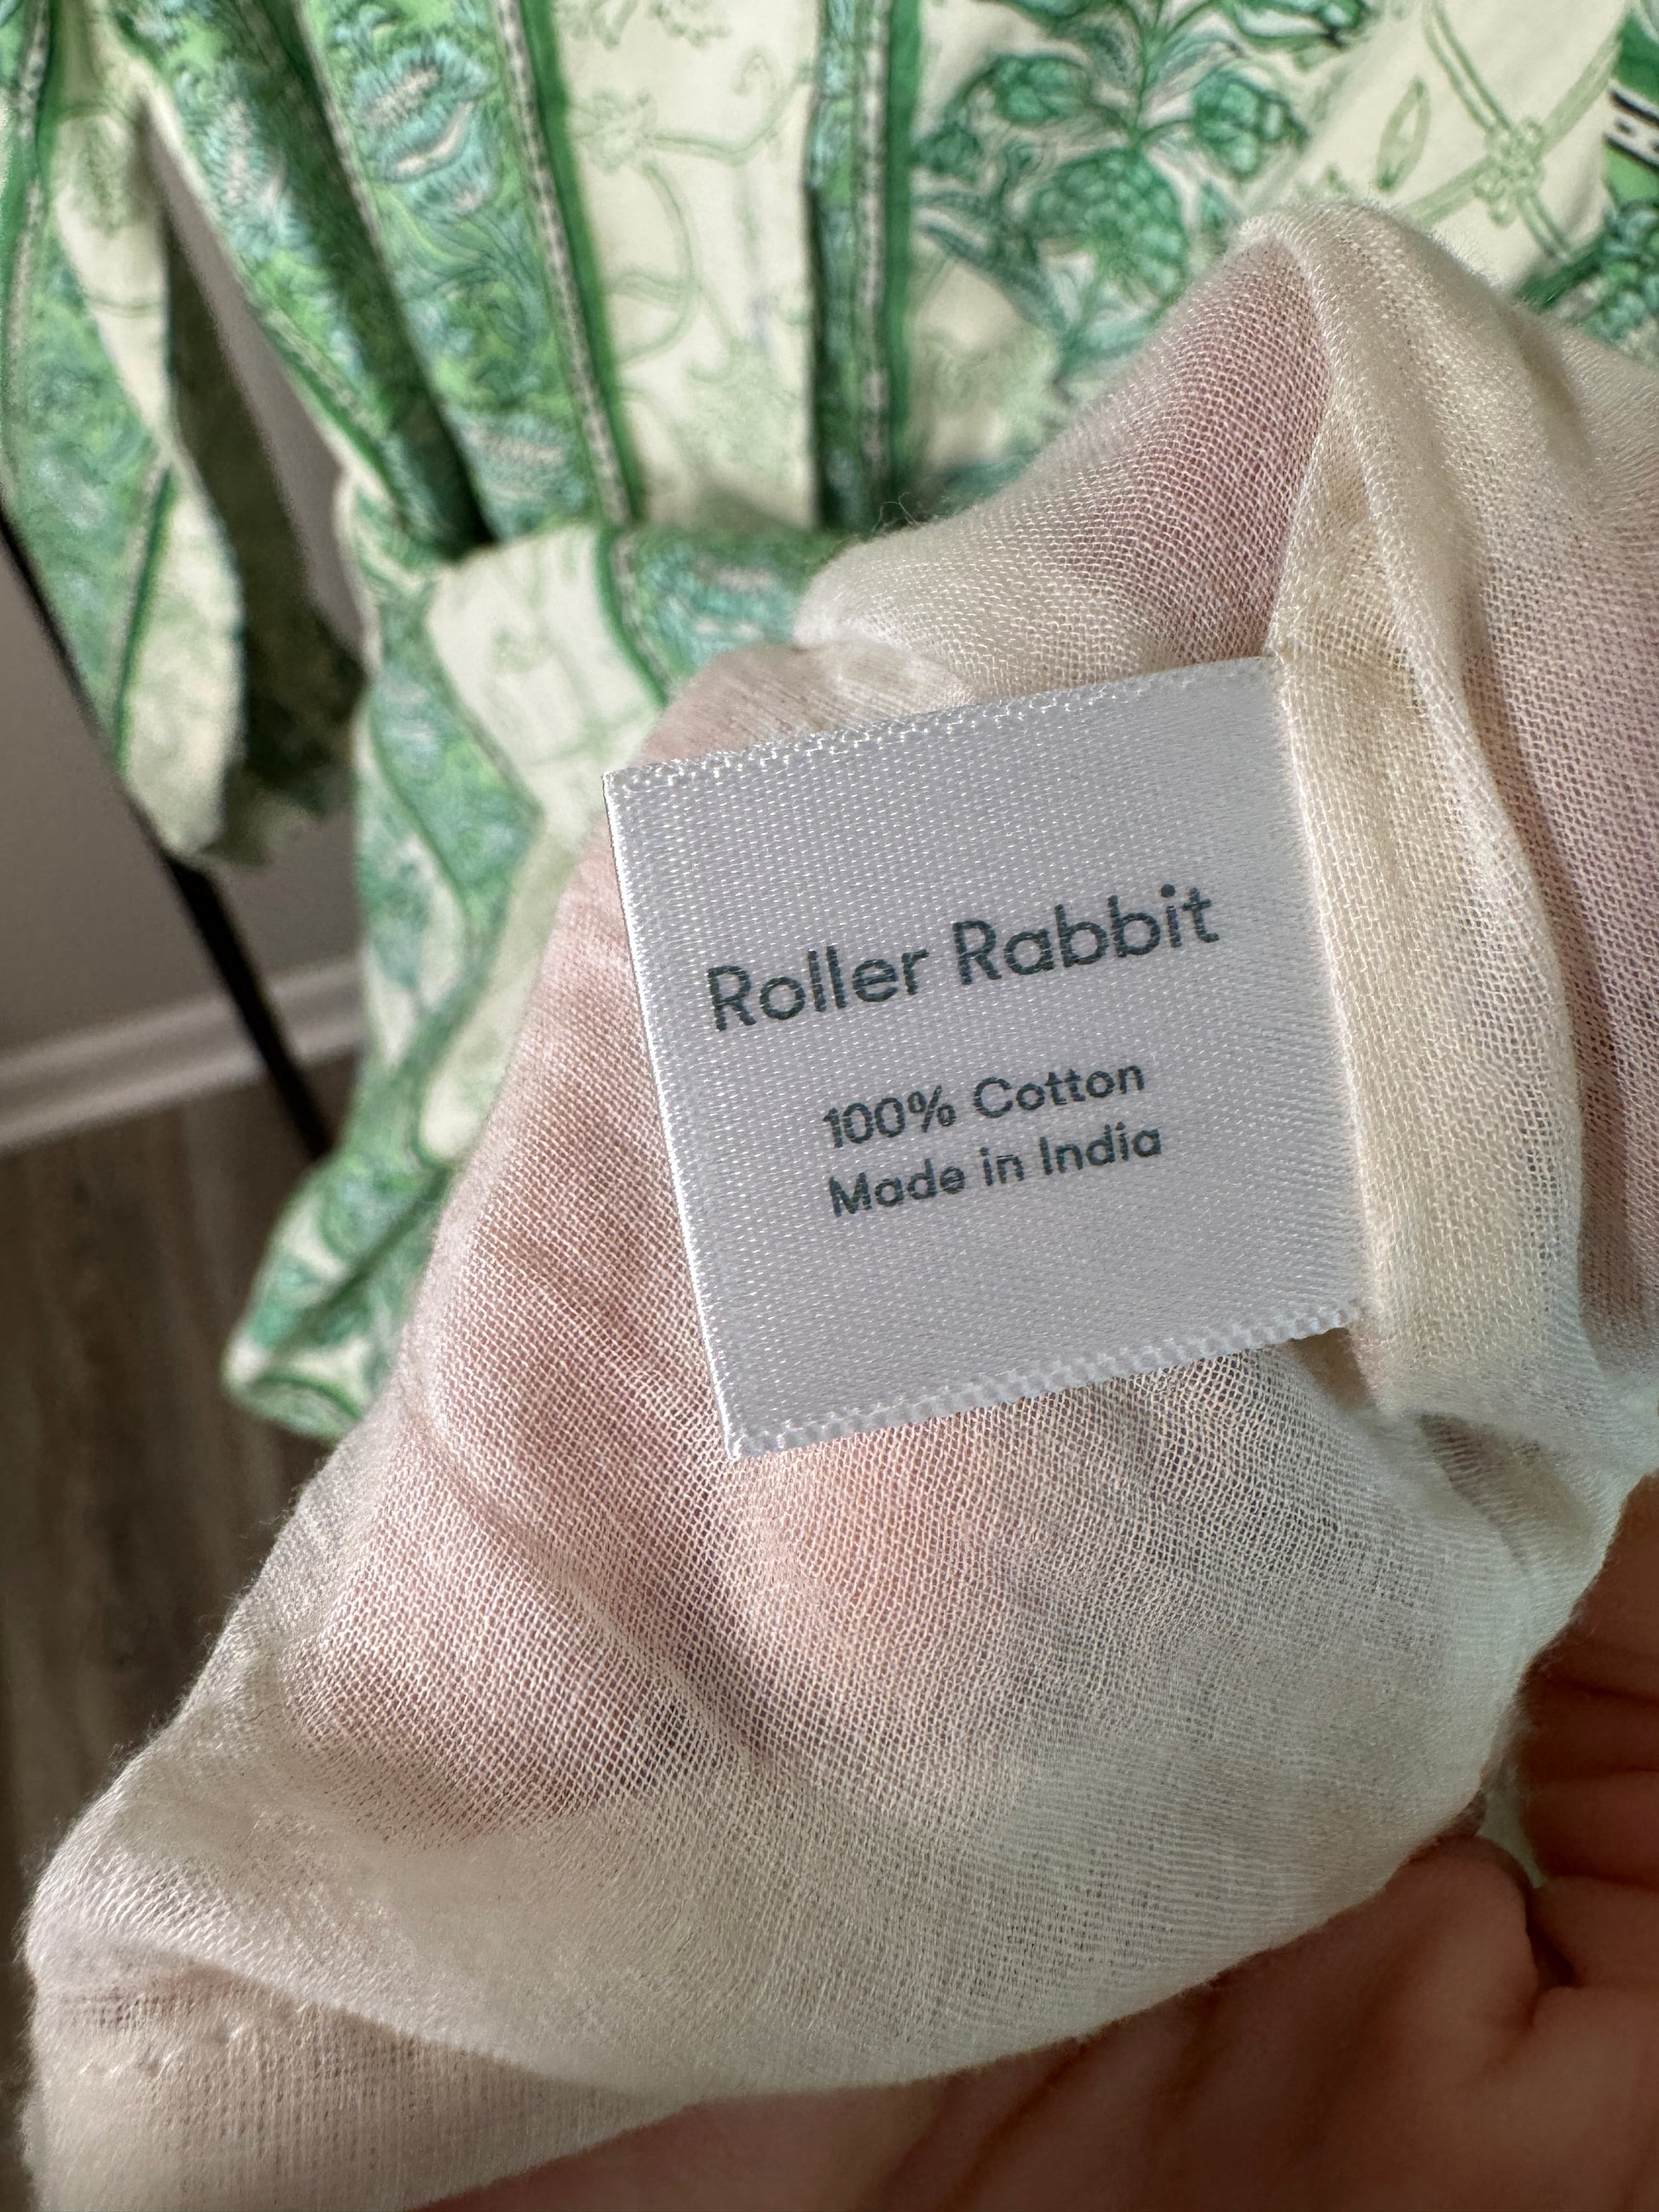 Roller Rabbit
100% Cotton
Made in India